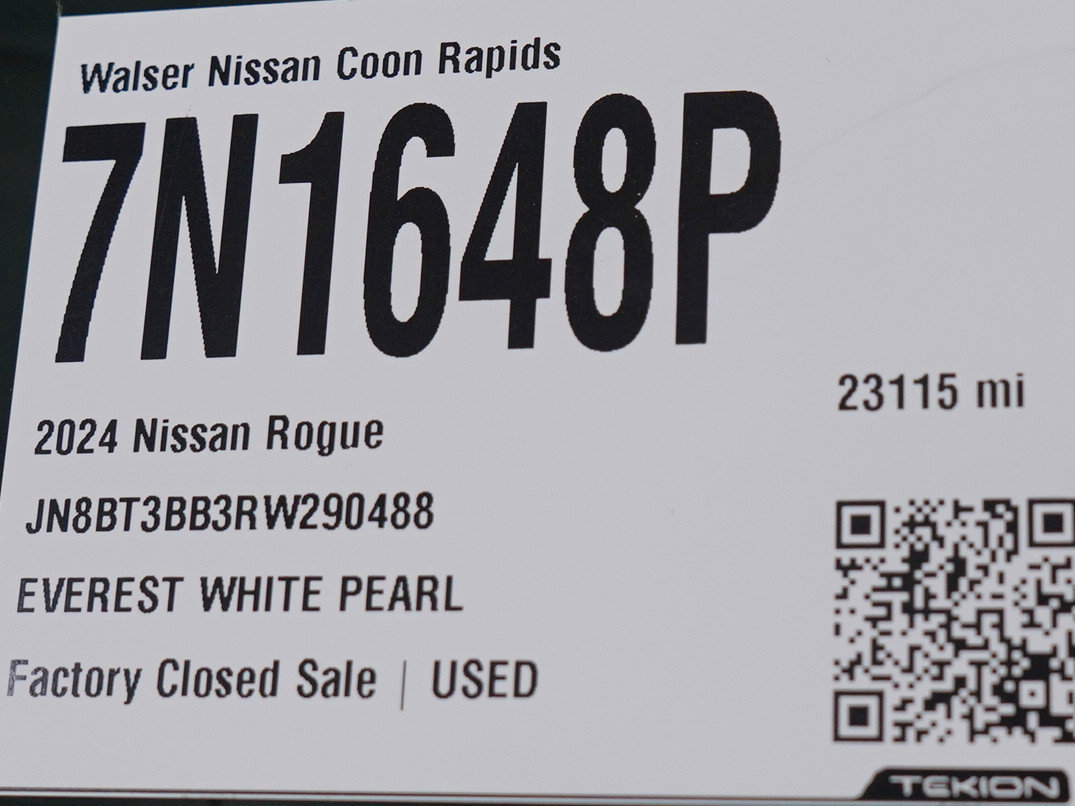 Walser Nissan Coon Rapids
7N1648P
23115 mi
2024 Nissan Rogue
JN8BT3BB3RW290488
EVEREST WHITE PEARL
Factory Closed Sale | USED
TEKION